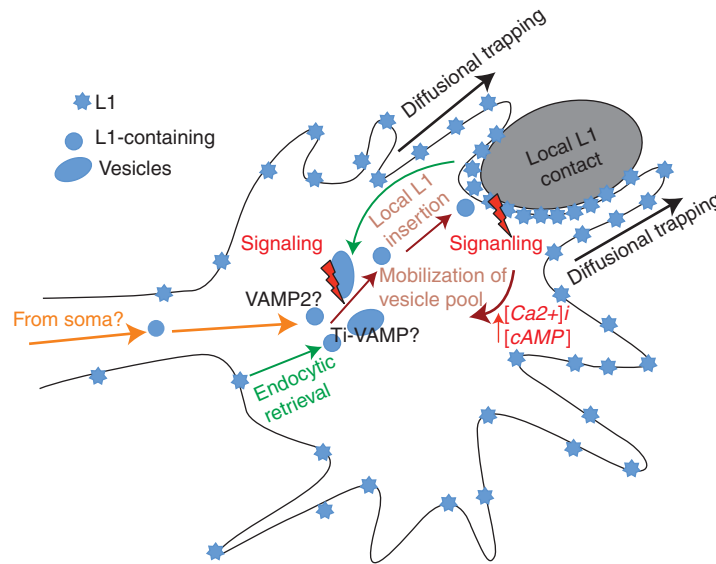 L1
L1-containing
Vesicles
Diffusional trapping
Local L1
contact
Local L1
insertion
Signaling
Signanling
Diffusional trapping
Mobilization of
vesicle pool
VAMP2?
From soma?
Ti-VAMP?
[Ca2+]i
[cAMP]
Endocytic
retrieval